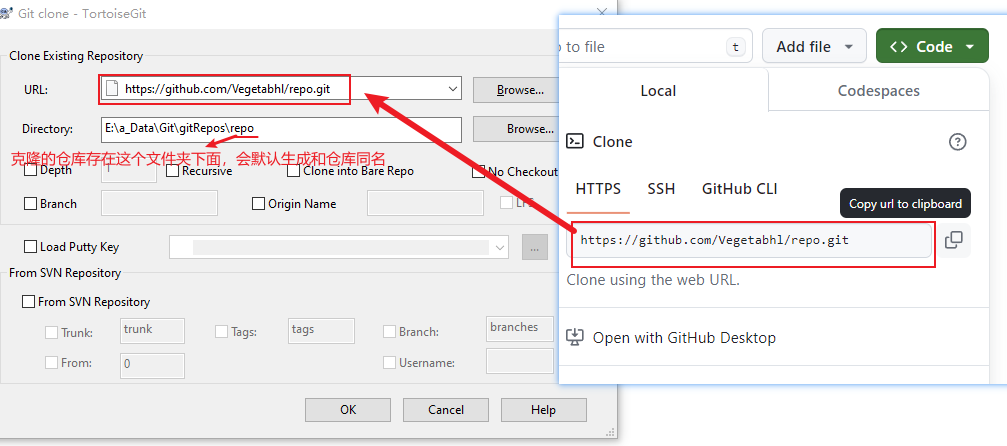 Git clone - TortoiseGit
Clone Existing Repository
URL:
https://github.com/Vegetabhl/repo.git
Browse...
Directory:
E:\a_Data\Git\gitRepos\repo
Browse...
克隆的仓库存在这个文件夹下面，会默认生成和仓库同名
Depth
1
Recursive
Clone into Bare Repo
No Checkout
Branch
Origin Name
Load Putty Key
...
From SVN Repository
From SVN Repository
Trunk:
trunk
Tags:
tags
Branch:
branches
From:
0
Username:
OK
Cancel
Help
to file
t
Add file
<> Code
Local
Codespaces
Clone
?
HTTPS
SSH
GitHub CLI
Copy url to clipboard
https://github.com/Vegetabhl/repo.git
Clone using the web URL.
Open with GitHub Desktop